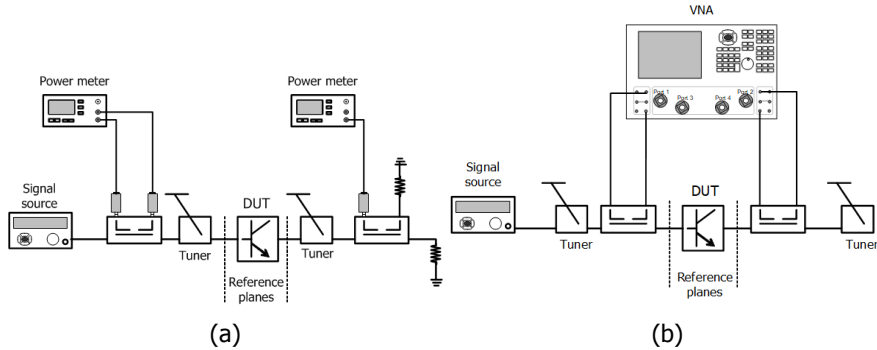 VNA
Power meter
Power meter
Port 1
Port 3
Port 4
Port 2
Signal
source
DUT
Tuner
Tuner
Reference
planes
Signal
source
DUT
Tuner
Tuner
Reference
planes
(a)
(b)